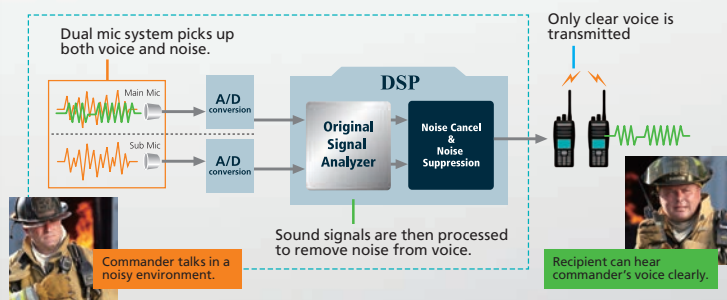 Dual mic system picks up
both voice and noise.
Only clear voice is
transmitted
Main Mic
A/D
conversion
DSP
Original
Signal
Analyzer
Noise Cancel
&
Noise
Suppression
Sub Mic
A/D
conversion
Sound signals are then processed
to remove noise from voice.
Commander talks in a
noisy environment.
Recipient can hear
commander's voice clearly.